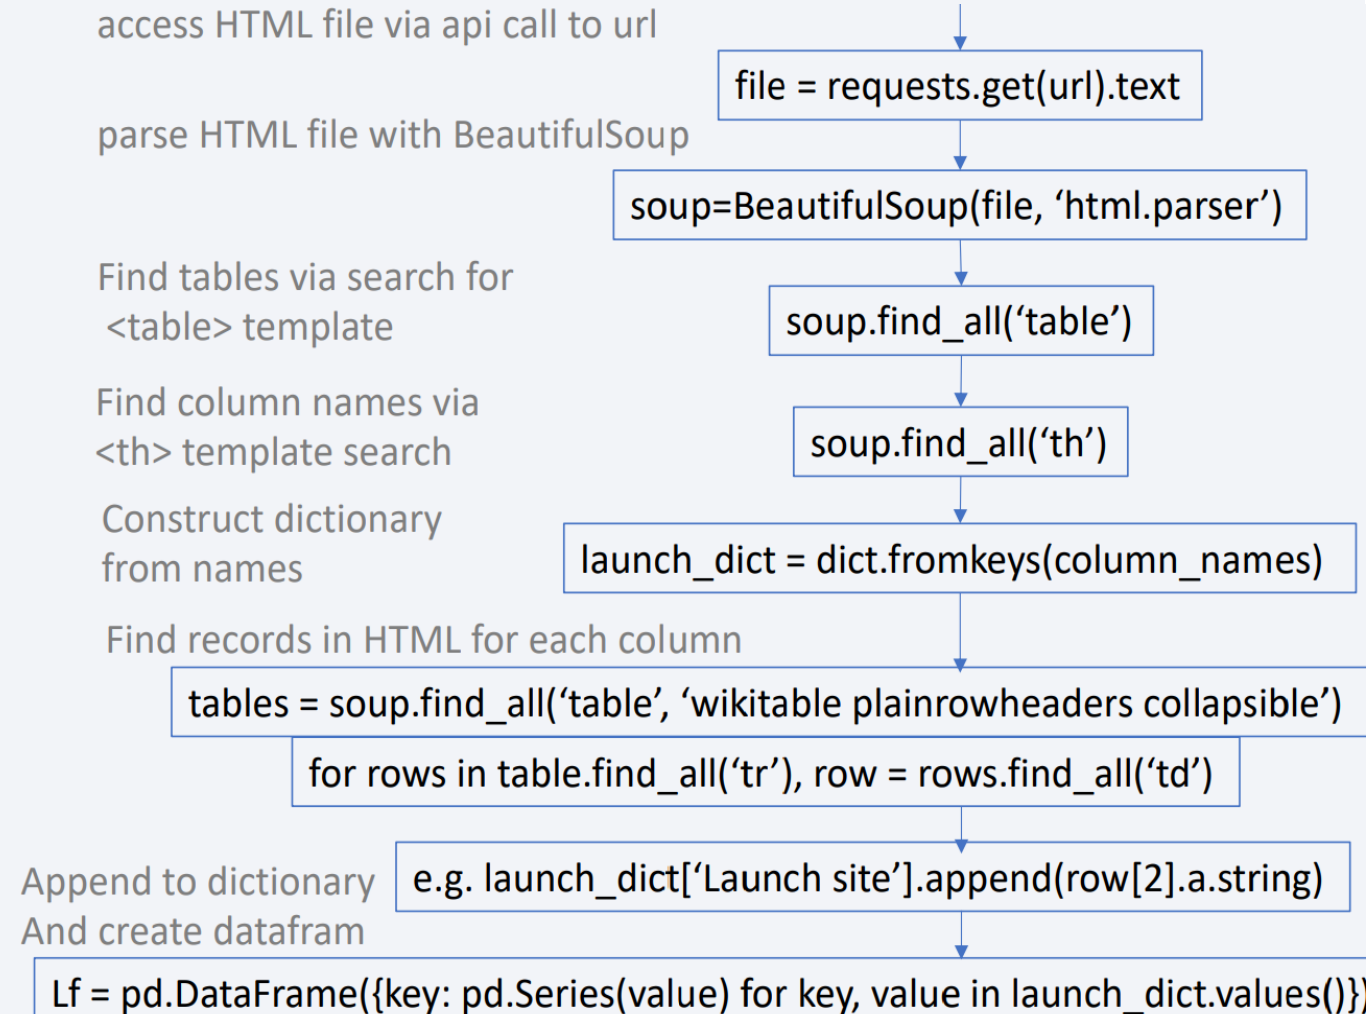 access HTML file via api call to url
file = requests.get(url).text
parse HTML file with BeautifulSoup
soup=BeautifulSoup(file, ‘html.parser’)
Find tables via search for
<table> template
soup.find_all(‘table’)
Find column names via
<th> template search
soup.find_all(‘th’)
Construct dictionary
from names
launch_dict = dict.fromkeys(column_names)
Find records in HTML for each column
tables = soup.find_all(‘table’, ‘wikitable plainrowheaders collapsible’)
for rows in table.find_all(‘tr’), row = rows.find_all(‘td’)
Append to dictionary
And create datafram
e.g. launch_dict[‘Launch site’].append(row[2].a.string)
Lf = pd.DataFrame({key: pd.Series(value) for key, value in launch_dict.values()})